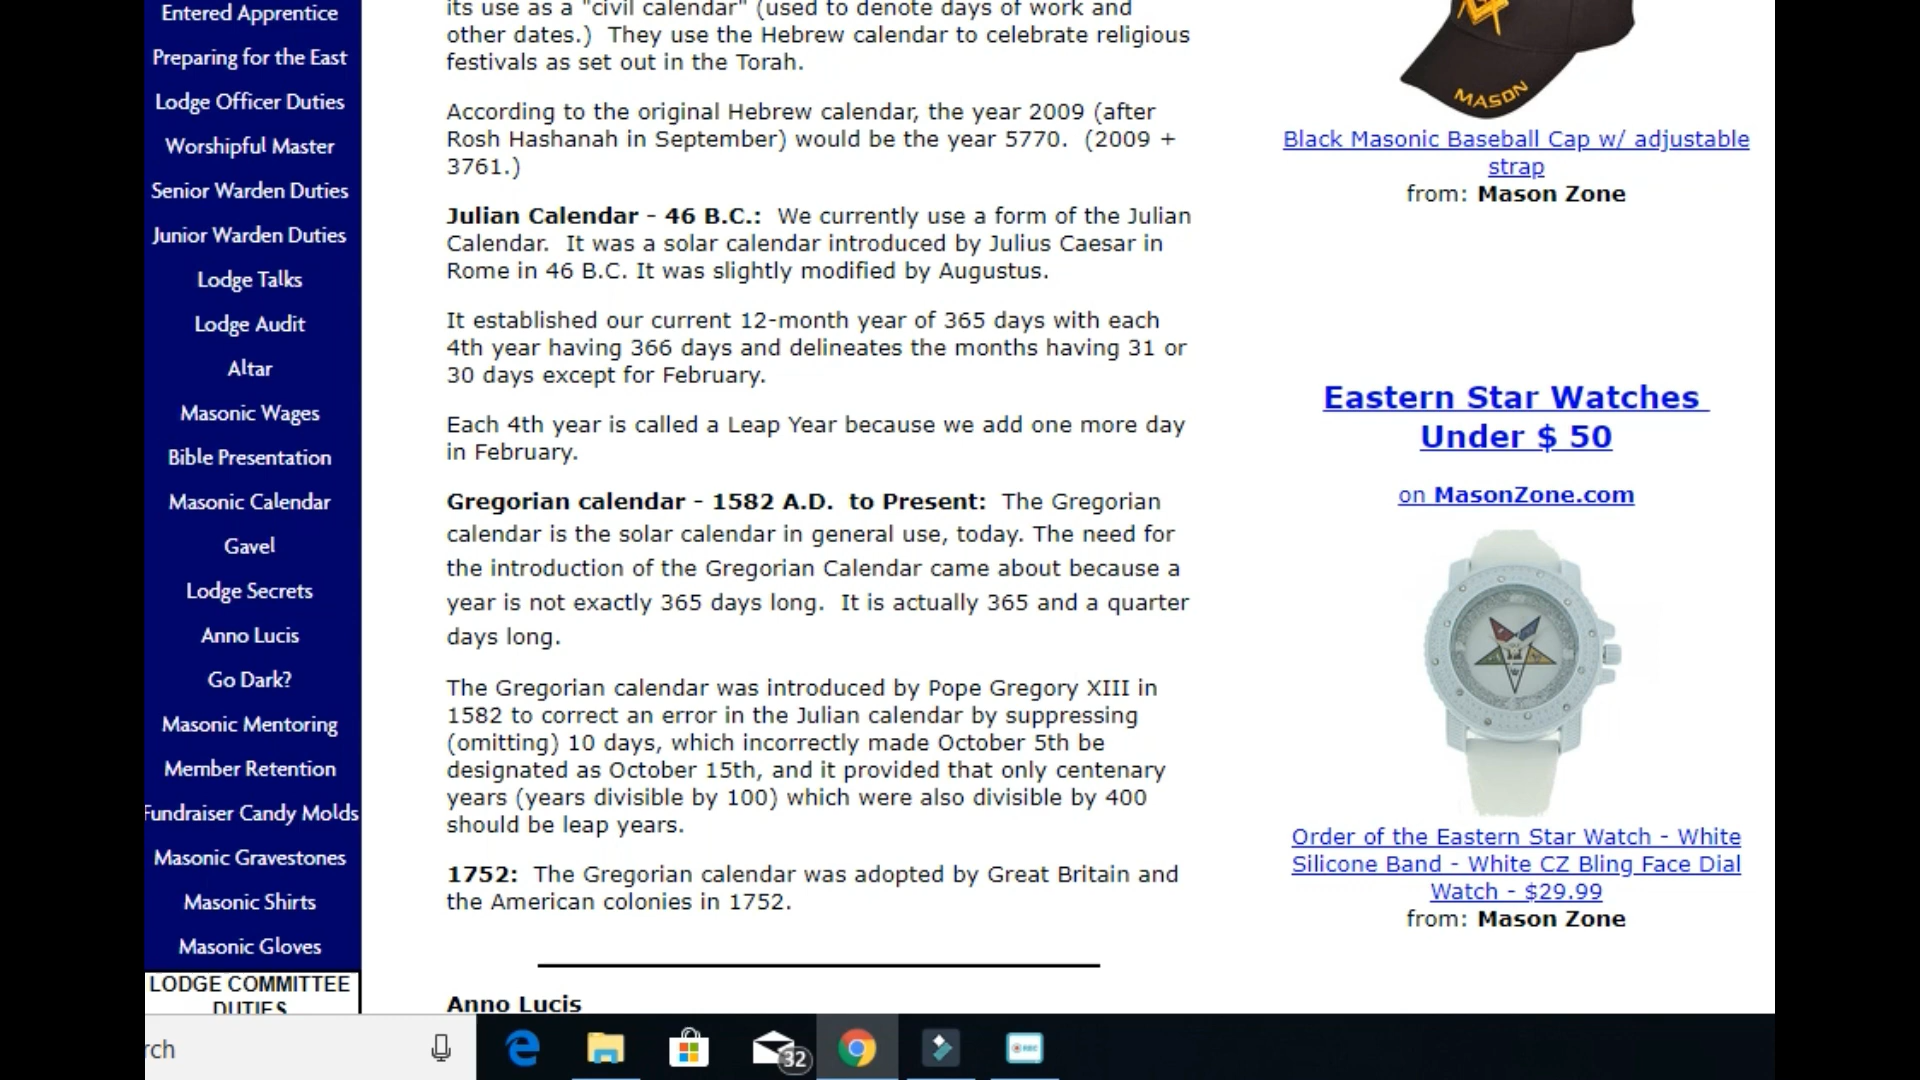 Entered Apprentice
Preparing for the East
Lodge Officer Duties
Worshipful Master
Senior Warden Duties
Junior Warden Duties
Lodge Talks
Lodge Audit
Altar
Masonic Wages
Bible Presentation
Masonic Calendar
Gavel
Lodge Secrets
Anno Lucis
Go Dark?
Masonic Mentoring
Member Retention
Fundraiser Candy Molds
Masonic Gravestones
Masonic Shirts
Masonic Gloves
LODGE COMMITTEE
DUTIES
its use as a "civil calendar" (used to denote days of work and
other dates.)  They use the Hebrew calendar to celebrate religious
festivals as set out in the Torah.
According to the original Hebrew calendar, the year 2009 (after
Rosh Hashanah in September) would be the year 5770.  (2009 +
3761.)
Julian Calendar - 46 B.C.:  We currently use a form of the Julian
Calendar.  It was a solar calendar introduced by Julius Caesar in
Rome in 46 B.C. It was slightly modified by Augustus.
It established our current 12-month year of 365 days with each
4th year having 366 days and delineates the months having 31 or
30 days except for February.
Each 4th year is called a Leap Year because we add one more day
in February.
Gregorian calendar - 1582 A.D.  to Present:  The Gregorian
calendar is the solar calendar in general use, today. The need for
the introduction of the Gregorian Calendar came about because a
year is not exactly 365 days long.  It is actually 365 and a quarter
days long.
The Gregorian calendar was introduced by Pope Gregory XIII in
1582 to correct an error in the Julian calendar by suppressing
(omitting) 10 days, which incorrectly made October 5th be
designated as October 15th, and it provided that only centenary
years (years divisible by 100) which were also divisible by 400
should be leap years.
1752:  The Gregorian calendar was adopted by Great Britain and
the American colonies in 1752.
Anno Lucis
MASON
Black Masonic Baseball Cap w/ adjustable
strap
from: Mason Zone
Eastern Star Watches
Under $ 50
on MasonZone.com
Order of the Eastern Star Watch - White
Silicone Band - White CZ Bling Face Dial
Watch - $29.99
from: Mason Zone
rch
32
REC